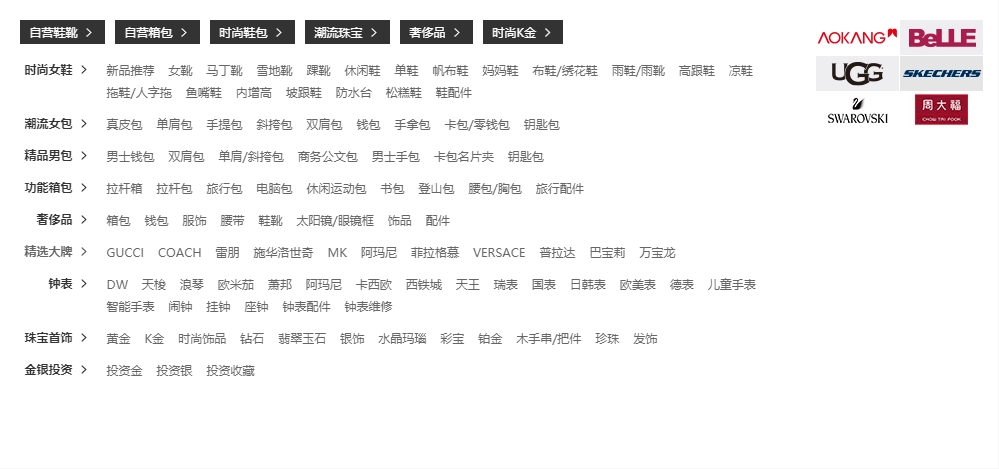 自营鞋靴 > 自营箱包 > 时尚鞋包 > 潮流珠宝 > 奢侈品 > 时尚K金 >
时尚女鞋 > 新品推荐 女靴 马丁靴 雪地靴 踝靴 休闲鞋 单鞋 帆布鞋 妈妈鞋 布鞋/绣花鞋 雨鞋/雨靴 高跟鞋 凉鞋
拖鞋/人字拖 鱼嘴鞋 内增高 坡跟鞋 防水台 松糕鞋 鞋配件
潮流女包 > 真皮包 单肩包 手提包 斜挎包 双肩包 钱包 手拿包 卡包/零钱包 钥匙包
精品男包 > 男士钱包 双肩包 单肩/斜挎包 商务公文包 男士手包 卡包名片夹 钥匙包
功能箱包 > 拉杆箱 拉杆包 旅行包 电脑包 休闲运动包 书包 登山包 腰包/胸包 旅行配件
奢侈品 > 箱包 钱包 服饰 腰带 鞋靴 太阳镜/眼镜框 饰品 配件
精选大牌 > GUCCI COACH 雷朋 施华洛世奇 MK 阿玛尼 菲拉格慕 VERSACE 普拉达 巴宝莉 万宝龙
钟表 > DW 天梭 浪琴 欧米茄 萧邦 阿玛尼 卡西欧 西铁城 天王 瑞表 国表 日韩表 欧美表 德表 儿童手表
智能手表 闹钟 挂钟 座钟 钟表配件 钟表维修
珠宝首饰 > 黄金 K金 时尚饰品 钻石 翡翠玉石 银饰 水晶玛瑙 彩宝 铂金 木手串/把件 珍珠 发饰
金银投资 > 投资金 投资银 投资收藏
AOKANG BeLLE
UGG SKECHERS
SWAROVSKI 周大福
CHOW TAI FOOK